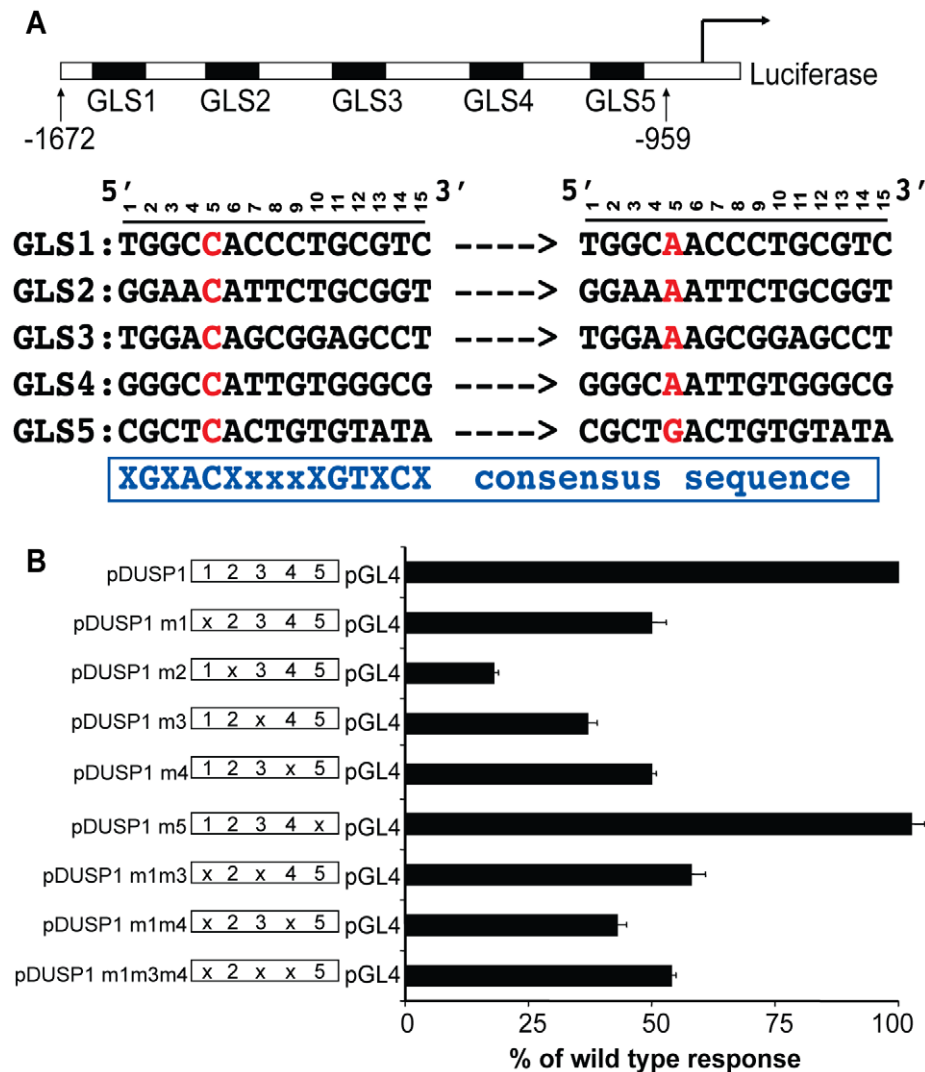 A
Luciferase
GLS1 GLS2 GLS3 GLS4 GLS5
-1672 -959
5′ 1 2 3 4 5 6 7 8 9 10 11 12 13 14 15 3′ 5′ 1 2 3 4 5 6 7 8 9 10 11 12 13 14 15 3′
GLS1:TGGCCACCCTGCGTC ----> TGGCAACCCTGCGTC
GLS2:GGAACATTCTGCGGT ----> GGAAAATTCTGCGGT
GLS3:TGGACAGCGGAGCCT ----> TGGAAAGCGGAGCCT
GLS4:GGGCCATTGTGGGCG ----> GGGCAATTGTGGGCG
GLS5:CGCTCACTGTGTATA ----> CGCTGACTGTGTATA
XGXACXxxxXGTXCX consensus sequence
B
pDUSP1 1 2 3 4 5 pGL4
pDUSP1 m1 x 2 3 4 5 pGL4
pDUSP1 m2 1 x 3 4 5 pGL4
pDUSP1 m3 1 2 x 4 5 pGL4
pDUSP1 m4 1 2 3 x 5 pGL4
pDUSP1 m5 1 2 3 4 x pGL4
pDUSP1 m1m3 x 2 x 4 5 pGL4
pDUSP1 m1m4 x 2 3 x 5 pGL4
pDUSP1 m1m3m4 x 2 x x 5 pGL4
0 25 50 75 100
% of wild type response